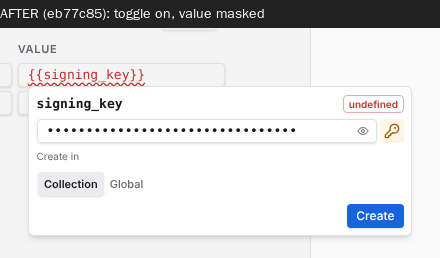 AFTER (eb77c85): toggle on, value masked
VALUE
{{signing_key}}
signing_key
undefined
••••••••••••••••••••••••••••••••
Create in
Collection Global
Create